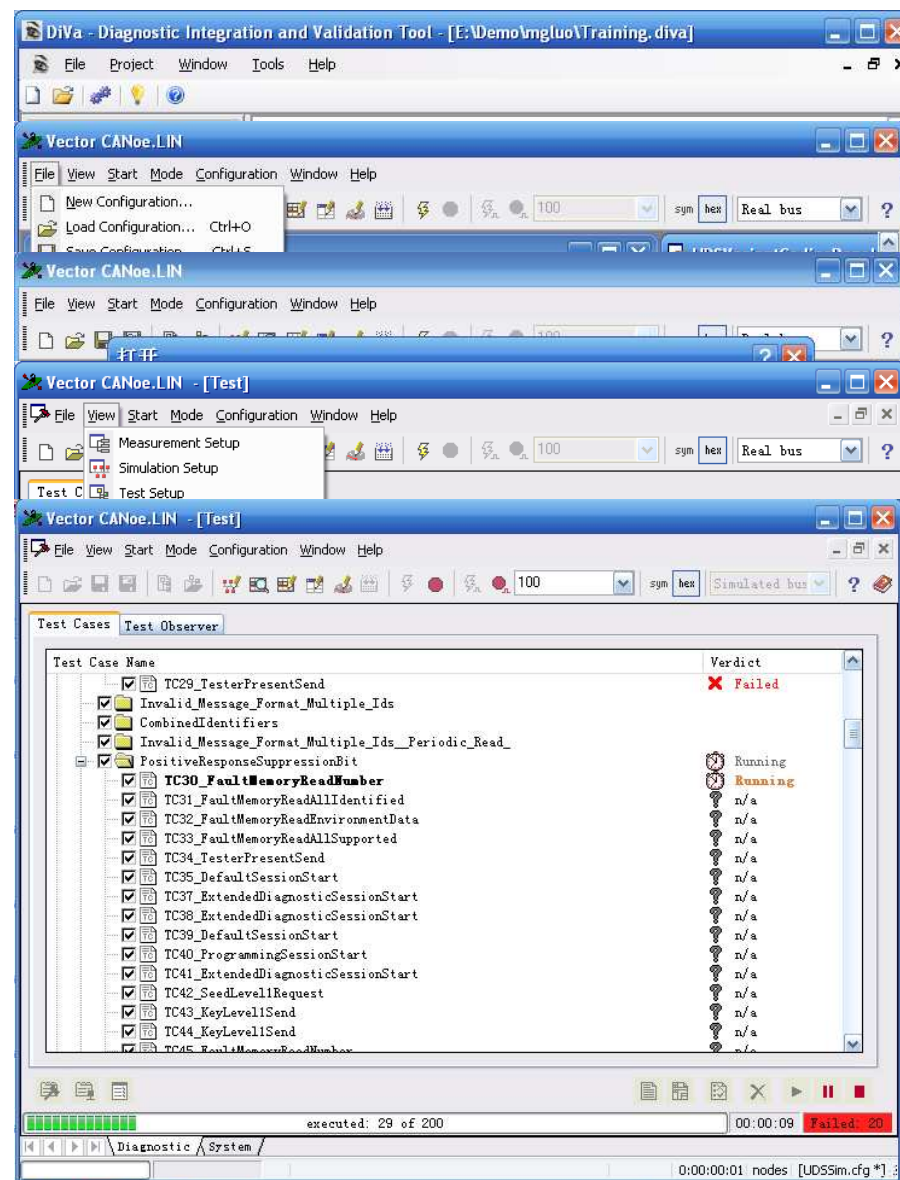 DiVa - Diagnostic Integration and Validation Tool - [E:\Demo\mgluo\Training.diva]
File Project Window Tools Help
Vector CANoe.LIN
File View Start Mode Configuration Window Help
New Configuration...
100 sym hex Real bus ?
Load Configuration... Ctrl+O
Save Configuration Ctrl+S
Vector CANoe.LIN
File View Start Mode Configuration Window Help
打开
Vector CANoe.LIN - [Test]
File View Start Mode Configuration Window Help
Measurement Setup
100 sym hex Real bus ?
Simulation Setup
Test C
Test Setup
Vector CANoe.LIN - [Test]
File View Start Mode Configuration Window Help
100 sym hex Simulated bus ?
Test Cases Test Observer
Test Case Name Verdict
TC29_TesterPresentSend Failed
Invalid_Message_Format_Multiple_Ids
CombinedIdentifiers
Invalid_Message_Format_Multiple_Ids__Periodic_Read_
PositiveResponseSuppressionBit Running
TC30_FaultMemoryReadNumber Running
TC31_FaultMemoryReadAllIdentified n/a
TC32_FaultMemoryReadEnvironmentData n/a
TC33_FaultMemoryReadAllSupported n/a
TC34_TesterPresentSend n/a
TC35_DefaultSessionStart n/a
TC37_ExtendedDiagnosticSessionStart n/a
TC38_ExtendedDiagnosticSessionStart n/a
TC39_DefaultSessionStart n/a
TC40_ProgrammingSessionStart n/a
TC41_ExtendedDiagnosticSessionStart n/a
TC42_SeedLevel1Request n/a
TC43_KeyLevel1Send n/a
TC44_KeyLevel1Send n/a
TC45_FaultMemoryReadNumber n/a
executed: 29 of 200 00:00:09 Failed: 20
Diagnostic System
0:00:00:01 nodes [UDSSim.cfg *]